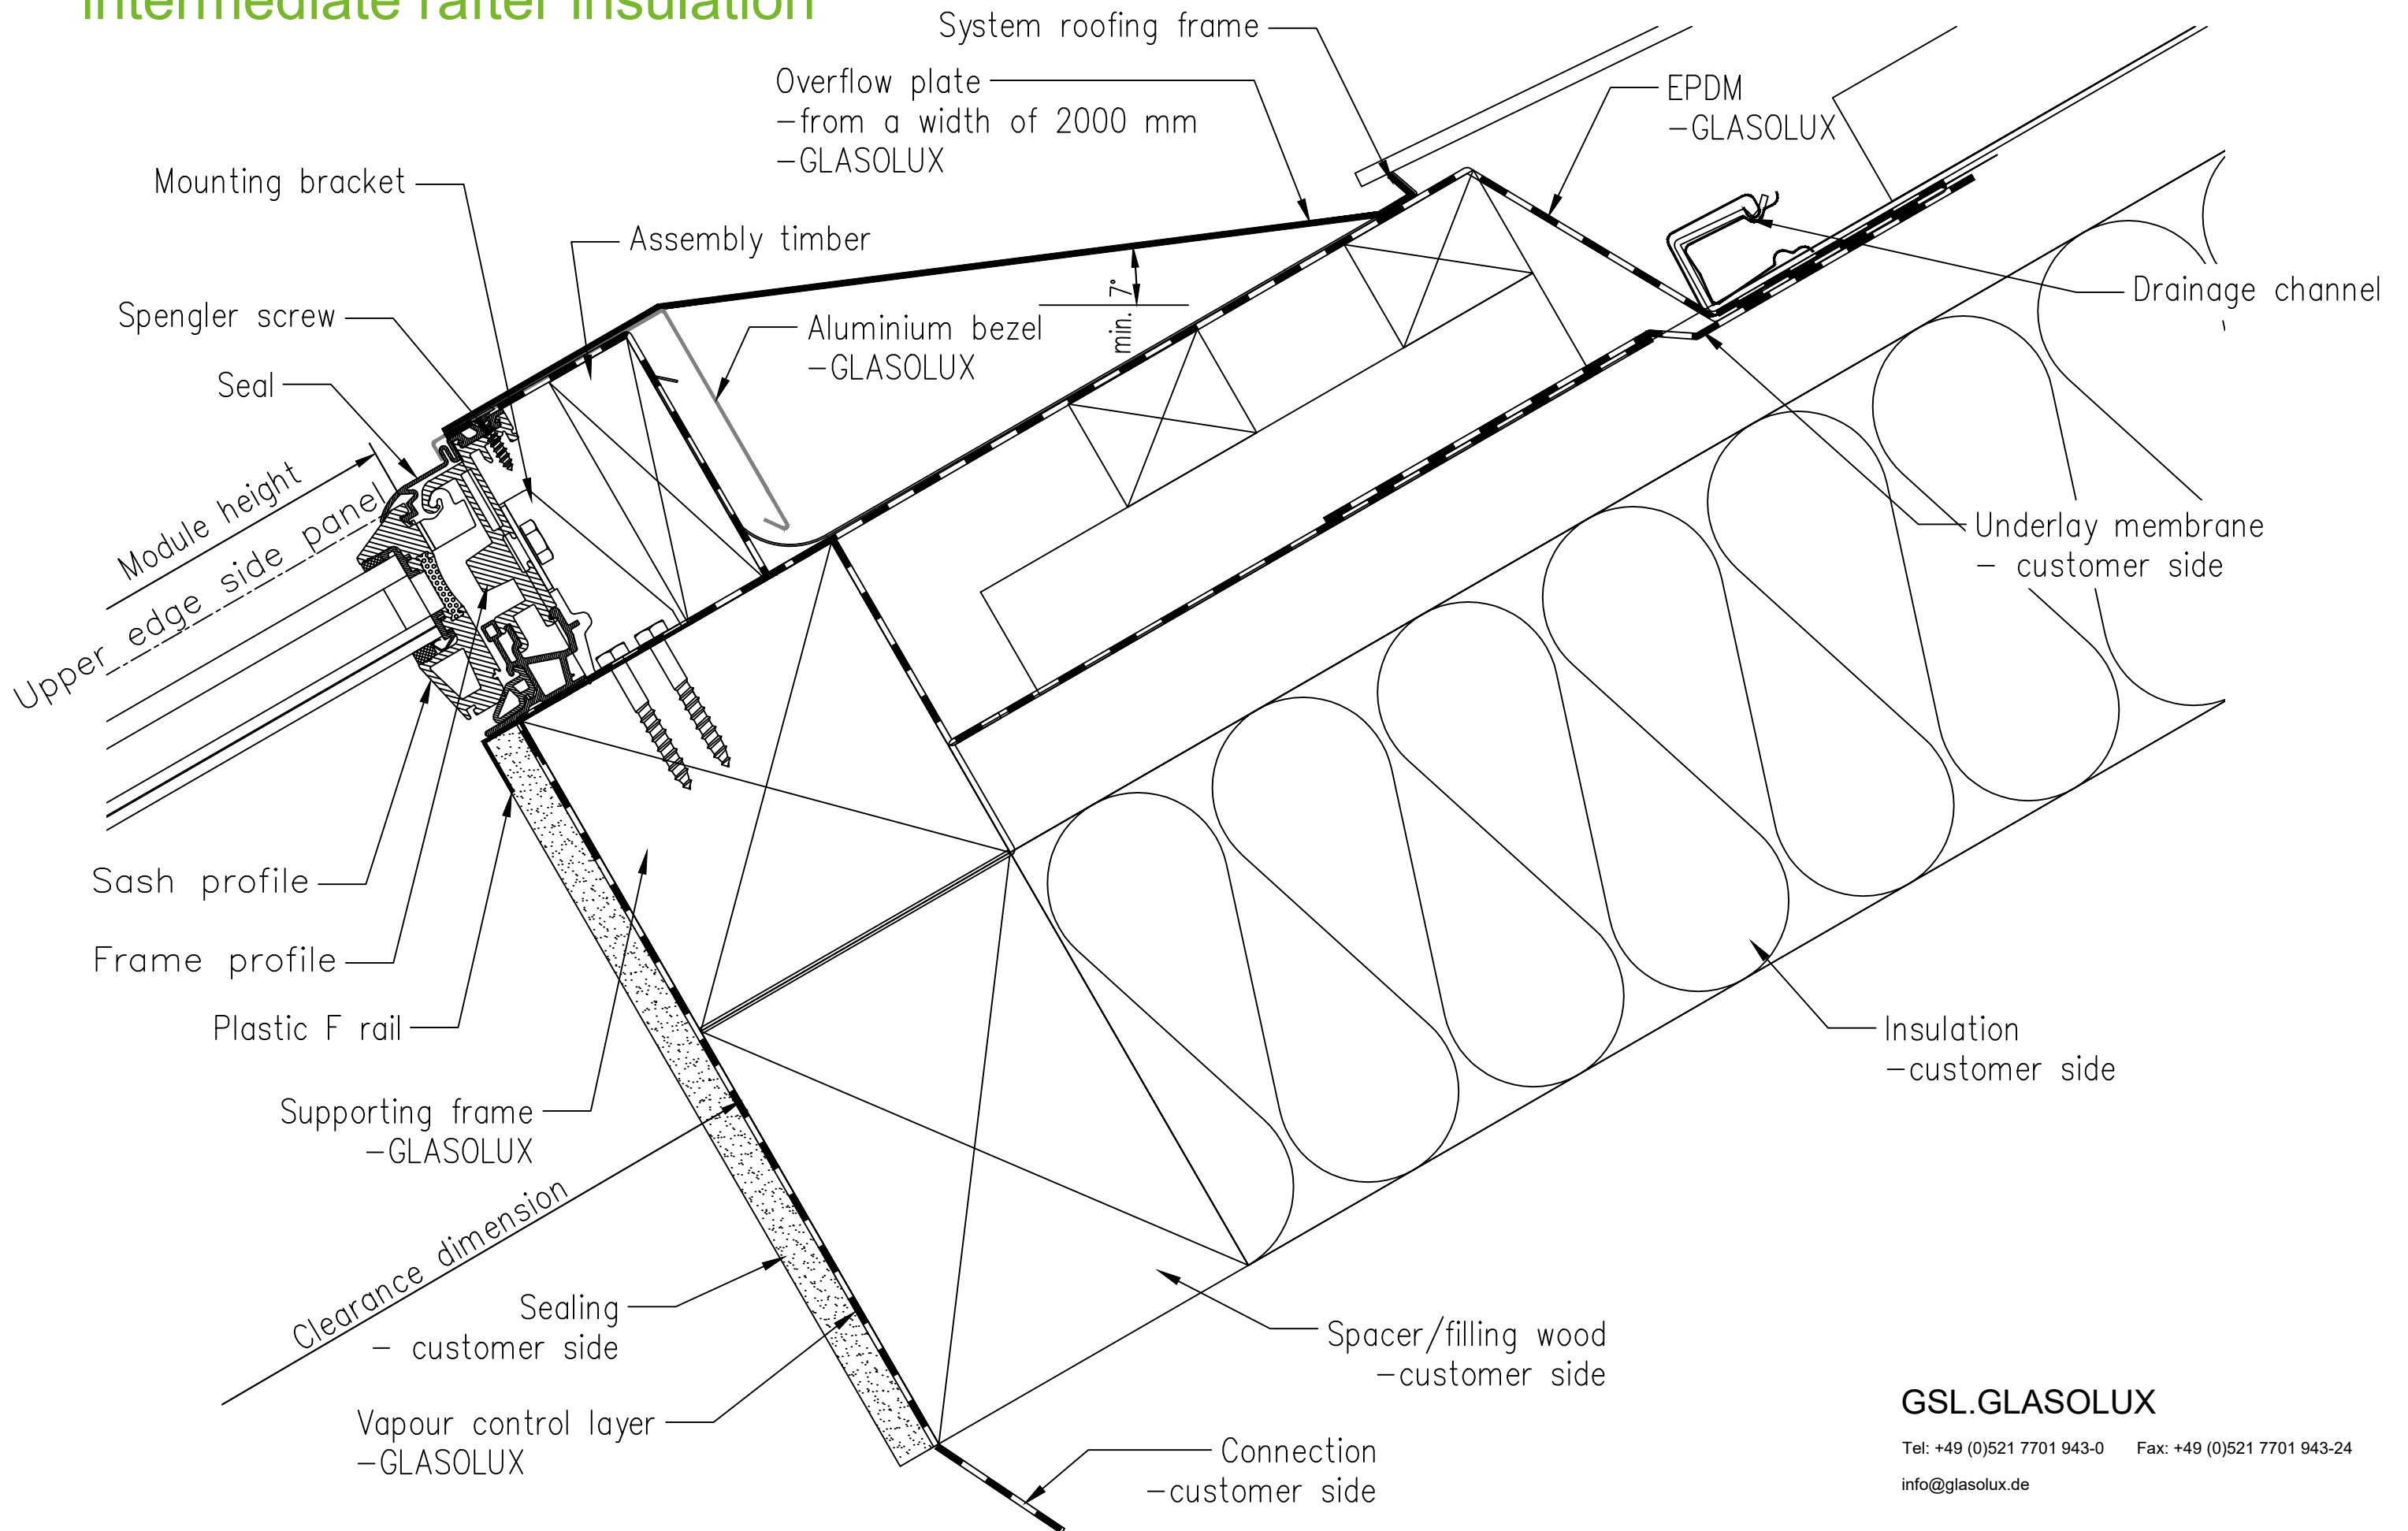 intermediate rafter insulation
System roofing frame
Overflow plate
-from a width of 2000 mm
-GLASOLUX
EPDM
-GLASOLUX
Mounting bracket
Assembly timber
Spengler screw
Aluminium bezel
-GLASOLUX
min. 7°
Drainage channel
Seal
Module height
Upper edge side panel
Underlay membrane
- customer side
Sash profile
Frame profile
Plastic F rail
Insulation
-customer side
Supporting frame
-GLASOLUX
Clearance dimension
Sealing
- customer side
Spacer/filling wood
-customer side
Vapour control layer
-GLASOLUX
Connection
-customer side
GSL.GLASOLUX
Tel: +49 (0)521 7701 943-0 Fax: +49 (0)521 7701 943-24
info@glasolux.de